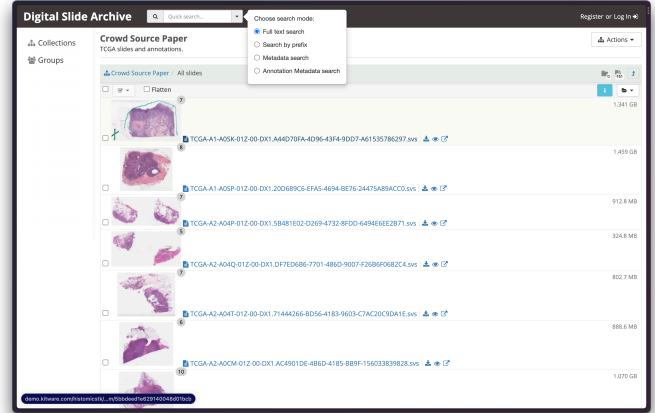 Digital Slide Archive
Quick search...
Register or Log In
Choose search mode:
Full text search
Search by prefix
Metadata search
Annotation Metadata search
Collections
Groups
Crowd Source Paper
TCGA slides and annotations.
Actions
Crowd Source Paper / All slides
Flatten
7
1.341 GB
TCGA-A1-A0SK-01Z-00-DX1.A44D70FA-4D96-43F4-9DD7-A61535786297.svs
8
1.459 GB
TCGA-A1-A0SP-01Z-00-DX1.20D689C6-EFA5-4694-BE76-24475A89ACC0.svs
7
912.8 MB
TCGA-A2-A04P-01Z-00-DX1.5B481E02-D269-4732-8FDD-6494E6EE2B71.svs
5
324.8 MB
TCGA-A2-A04Q-01Z-00-DX1.DF7ED6B6-7701-486D-9007-F26B6F0682C4.svs
7
802.7 MB
TCGA-A2-A04T-01Z-00-DX1.71444266-BD56-4183-9603-C7AC20C9DA1E.svs
6
888.6 MB
TCGA-A2-A0CM-01Z-00-DX1.AC4901DE-4B6D-4185-BB9F-156033839828.svs
10
1.070 GB
demo.kitware.com/histomicstk/...m/5bbdeed1e629140048d01bcb